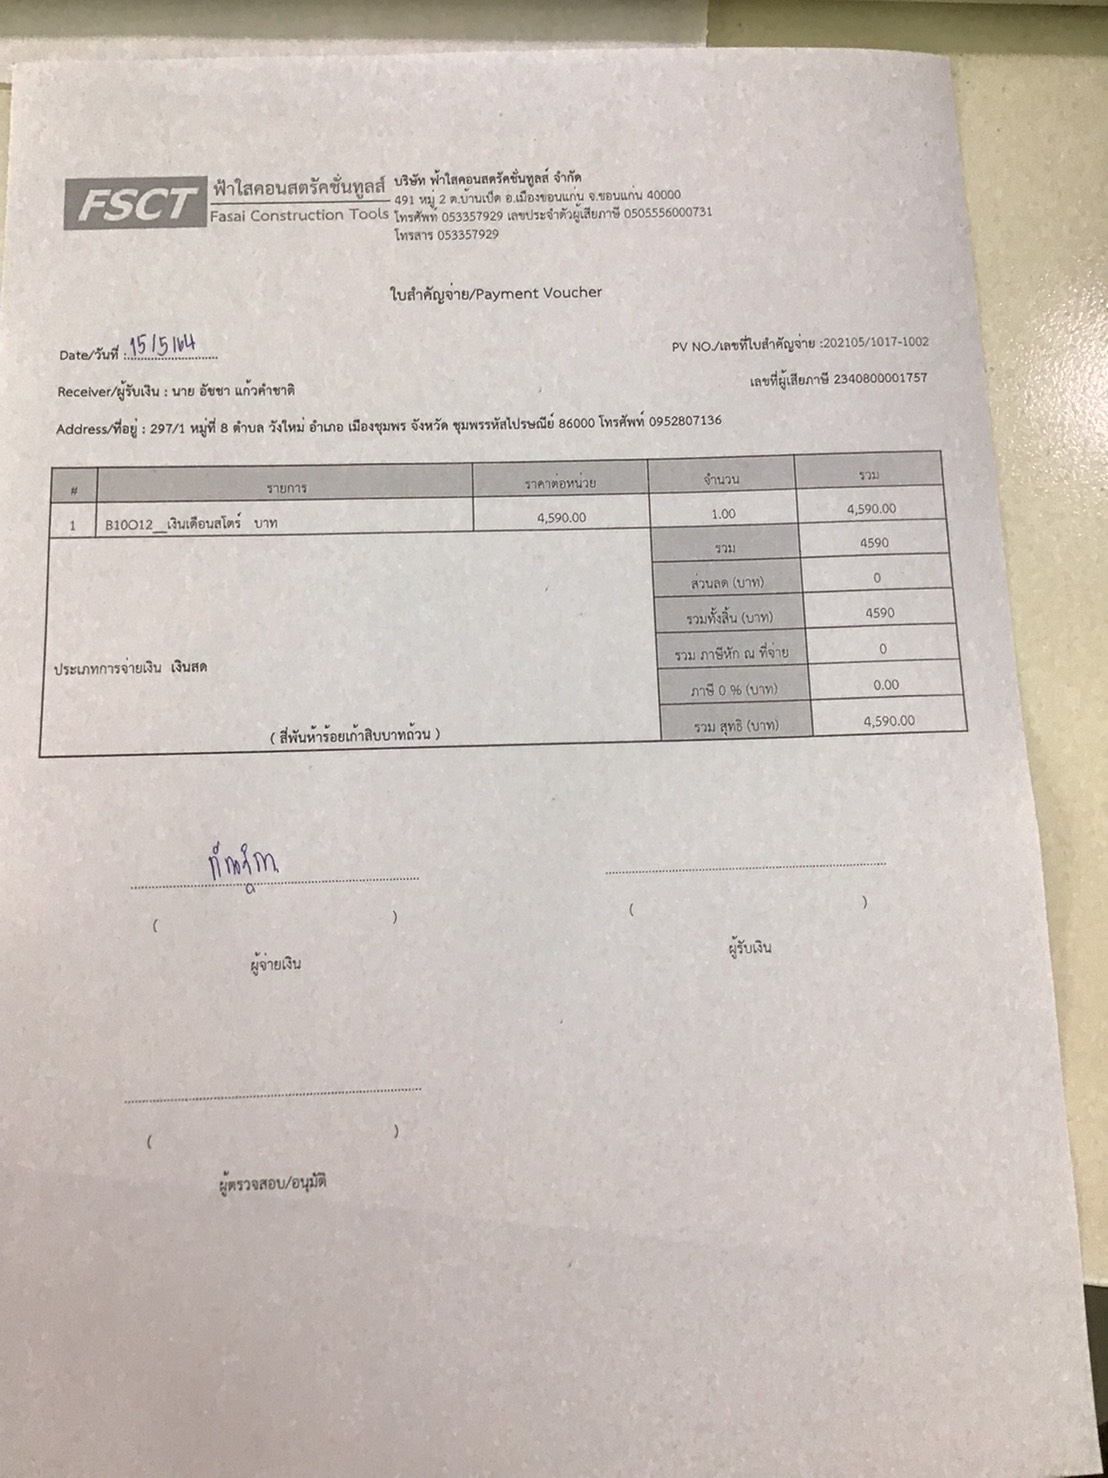 FSCT
ฟ้าใสคอนสตรัคชั่นทูลส์
Fasai Construction Tools
บริษัท ฟ้าใสคอนสตรัคชั่นทูลส์ จำกัด
491 หมู่ 2 ต.บ้านเป็ด อ.เมืองขอนแก่น จ.ขอนแก่น 40000
โทรศัพท์ 053357929 เลขประจำตัวผู้เสียภาษี 0505556000731
โทรสาร 053357929
ใบสำคัญจ่าย/Payment Voucher
Date/วันที่ : 15/5/64
PV NO./เลขที่ใบสำคัญจ่าย :202105/1017-1002
Receiver/ผู้รับเงิน : นาย อัชชา แก้วคำชาติ
เลขที่ผู้เสียภาษี 2340800001757
Address/ที่อยู่ : 297/1 หมู่ที่ 8 ตำบล วังใหม่ อำเภอ เมืองชุมพร จังหวัด ชุมพรรหัสไปรษณีย์ 86000 โทรศัพท์ 0952807136
# รายการ ราคาต่อหน่วย จำนวน รวม
1 B10O12__เงินเดือนสโตร์ บาท 4,590.00 1.00 4,590.00
รวม 4590
ส่วนลด (บาท) 0
รวมทั้งสิ้น (บาท) 4590
รวม ภาษีหัก ณ ที่จ่าย 0
ประเภทการจ่ายเงิน เงินสด
ภาษี 0 % (บาท) 0.00
( สี่พันห้าร้อยเก้าสิบบาทถ้วน )
รวม สุทธิ (บาท) 4,590.00
( )
( )
ผู้จ่ายเงิน
ผู้รับเงิน
( )
ผู้ตรวจสอบ/อนุมัติ